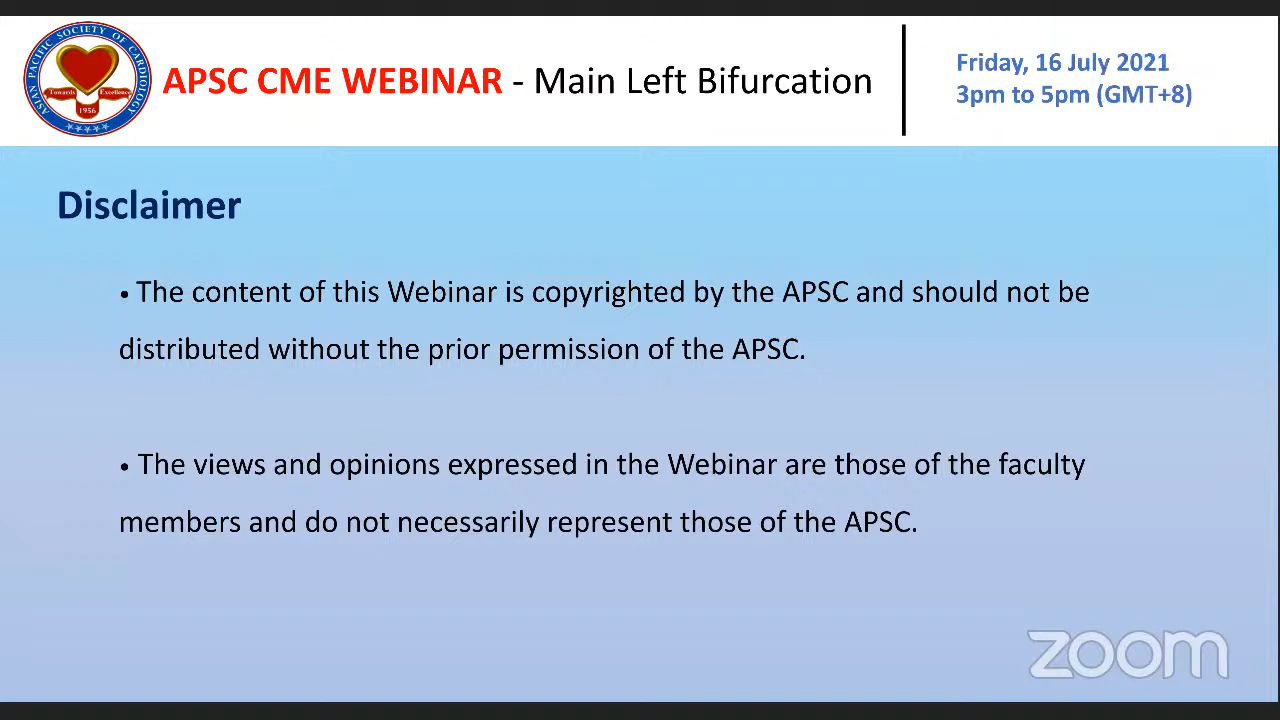 ASIAN PACIFIC SOCIETY OF CARDIOLOGY
Towards Excellence
1956
APSC CME WEBINAR - Main Left Bifurcation
Friday, 16 July 2021
3pm to 5pm (GMT+8)
Disclaimer
• The content of this Webinar is copyrighted by the APSC and should not be
distributed without the prior permission of the APSC.
• The views and opinions expressed in the Webinar are those of the faculty
members and do not necessarily represent those of the APSC.
zoom